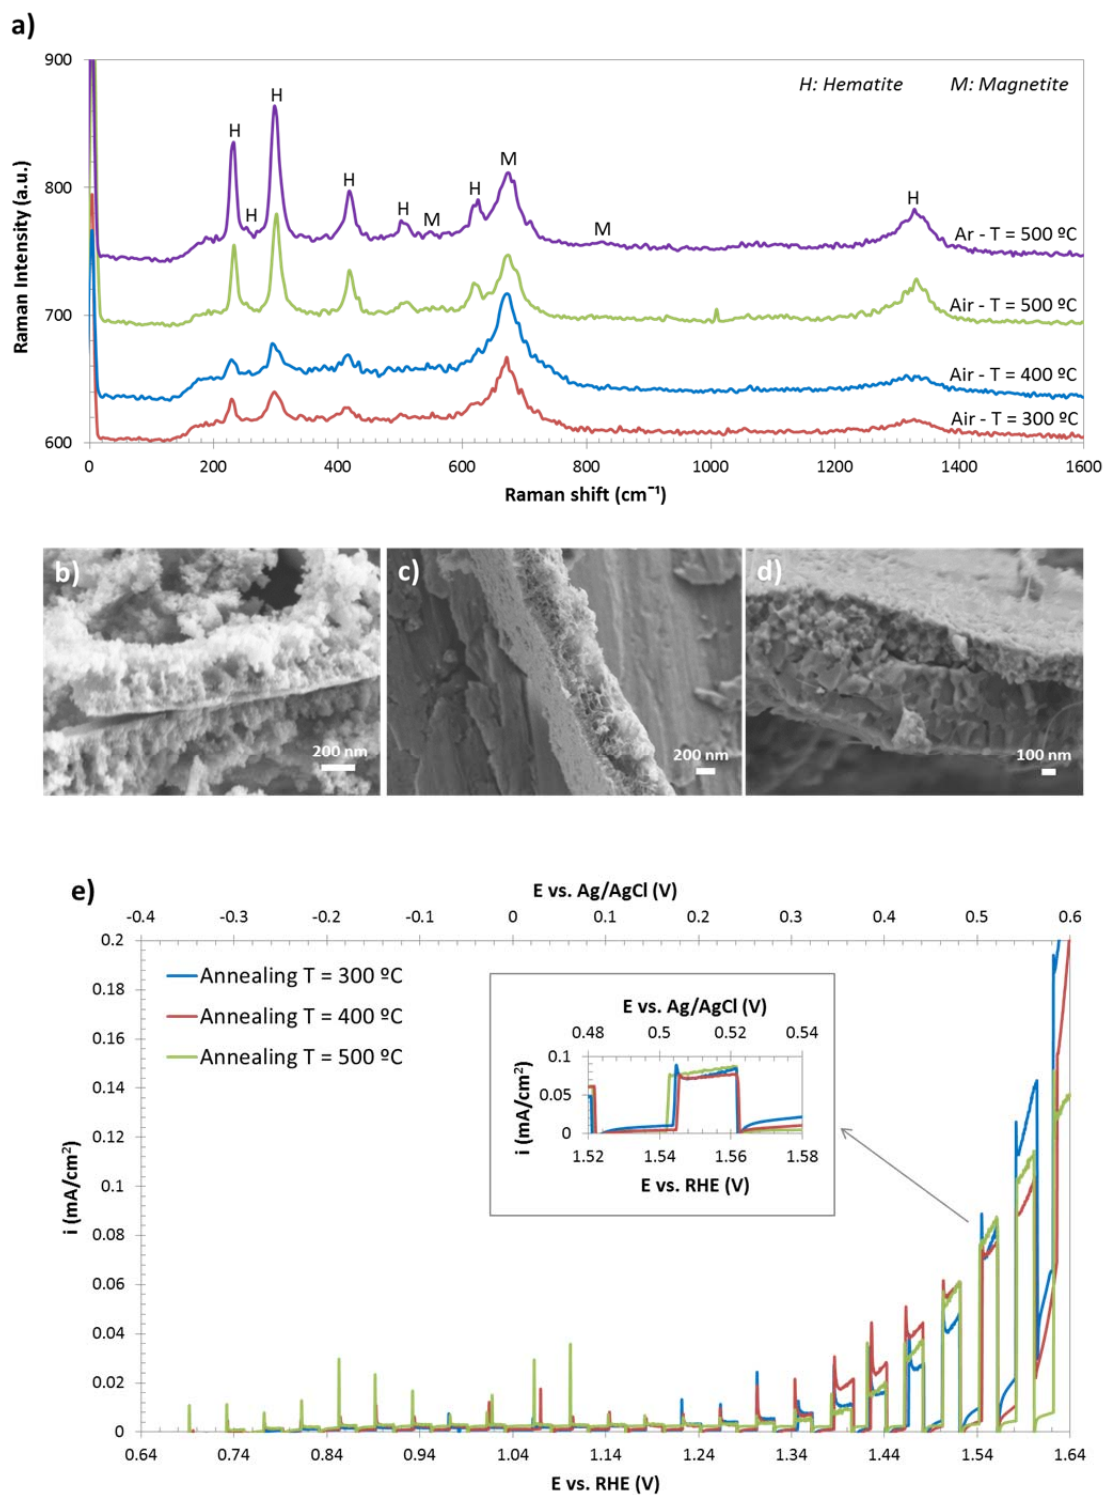 a)
900
800
700
600
Raman Intensity (a.u.)
H: Hematite M: Magnetite
H
H
H
H
H
M
H
M
M
H
Ar - T = 500 ºC
Air - T = 500 ºC
Air - T = 400 ºC
Air - T = 300 ºC
0 200 400 600 800 1000 1200 1400 1600
Raman shift (cm⁻¹)
b)
200 nm
c)
200 nm
d)
100 nm
e)
E vs. Ag/AgCl (V)
-0.4 -0.3 -0.2 -0.1 0 0.1 0.2 0.3 0.4 0.5 0.6
0.2
0.18
0.16
0.14
0.12
0.1
0.08
0.06
0.04
0.02
0
i (mA/cm²)
Annealing T = 300 ºC
Annealing T = 400 ºC
Annealing T = 500 ºC
E vs. Ag/AgCl (V)
0.48 0.5 0.52 0.54
0.1
0.05
0
i (mA/cm²)
1.52 1.54 1.56 1.58
E vs. RHE (V)
0.64 0.74 0.84 0.94 1.04 1.14 1.24 1.34 1.44 1.54 1.64
E vs. RHE (V)